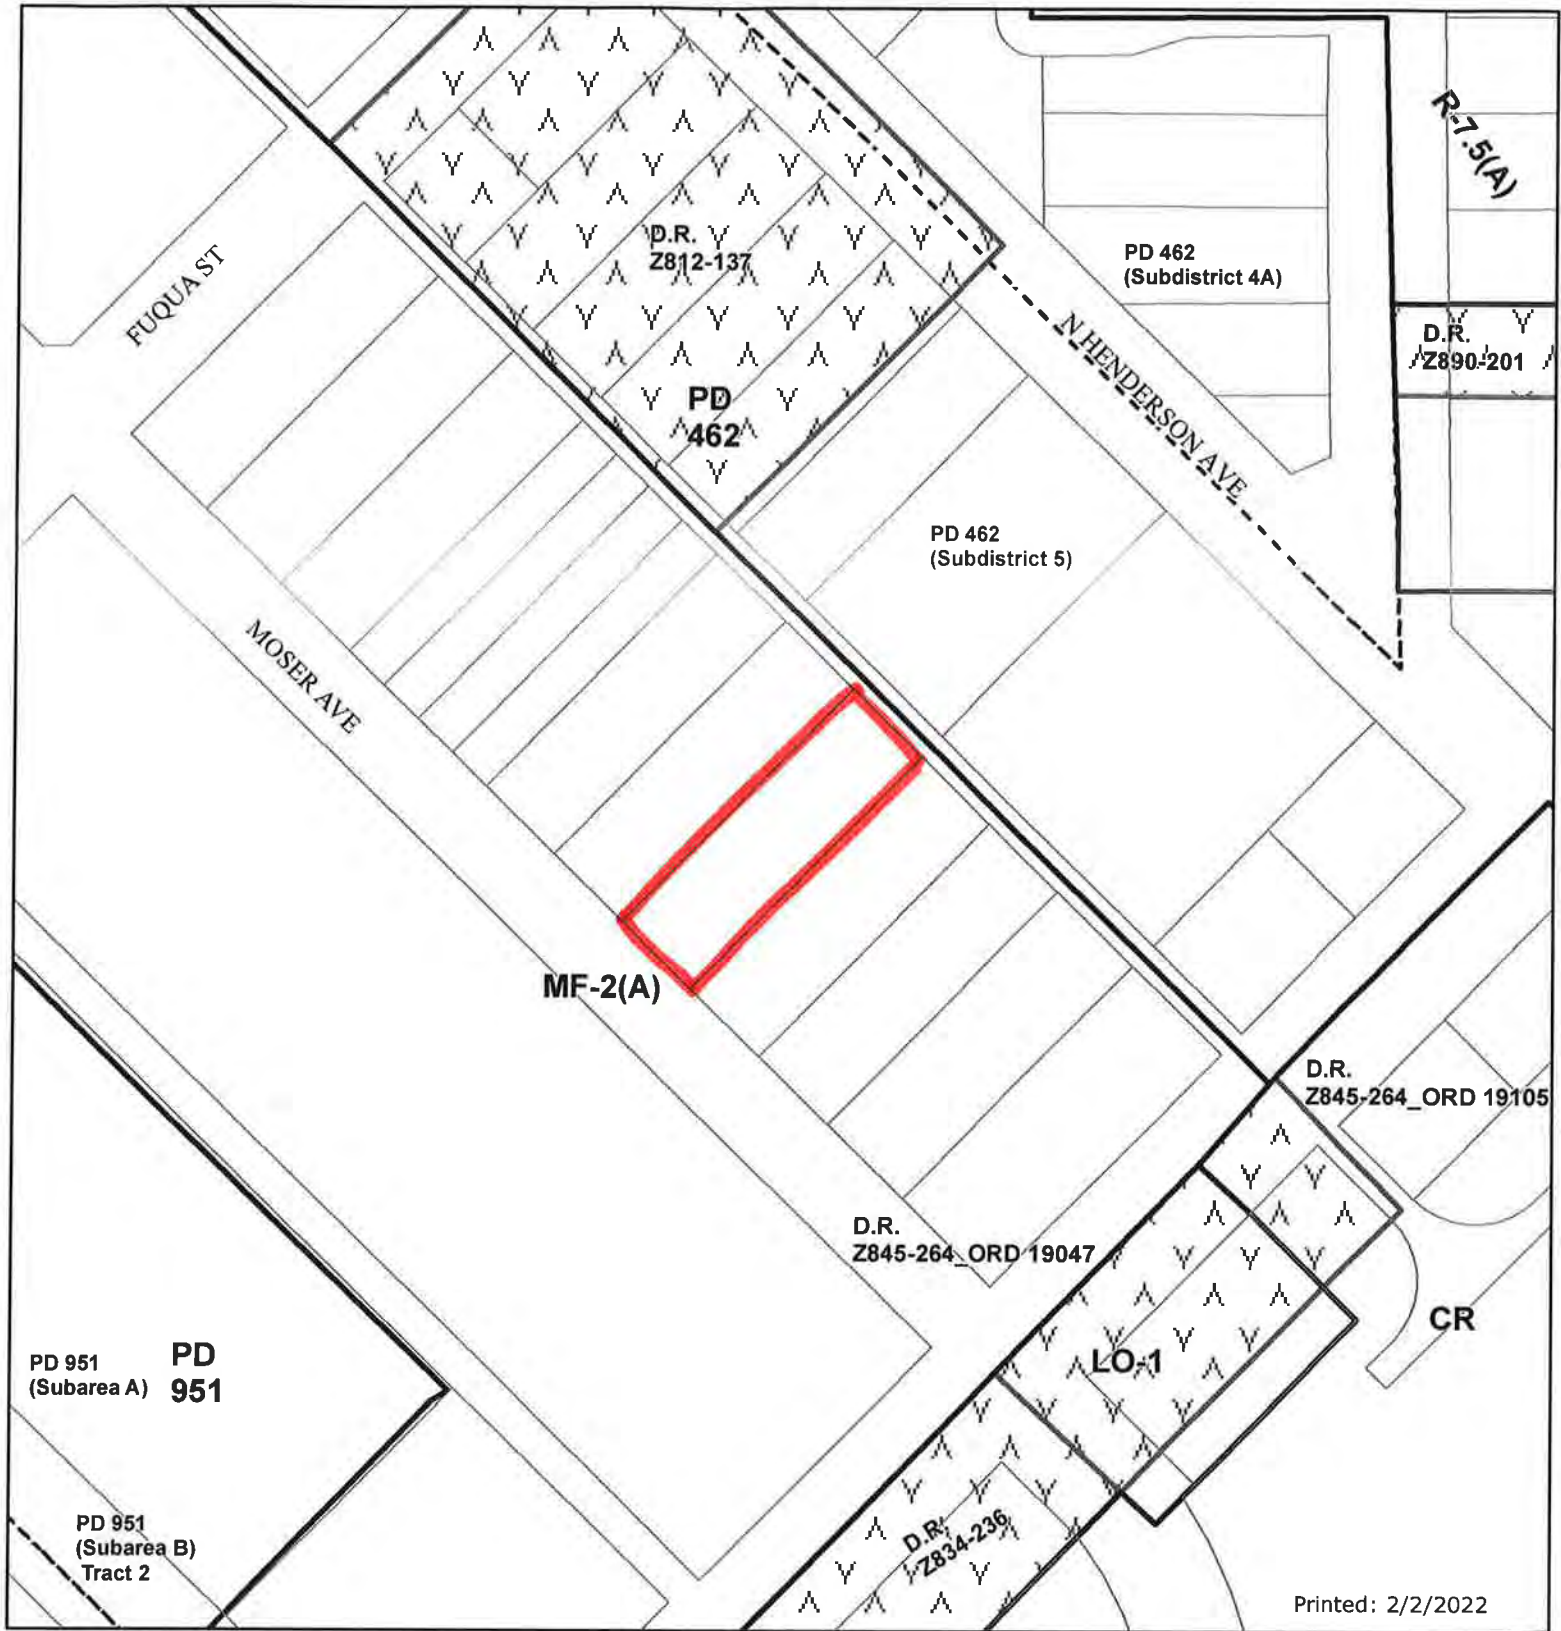 R-7.5(A)
D.R.
Z812-137
PD 462
(Subdistrict 4A)
FUQUA ST
N HENDERSON AVE
D.R.
Z890-201
PD
462
PD 462
(Subdistrict 5)
MOSER AVE
MF-2(A)
D.R.
Z845-264_ORD 19105
D.R.
Z845-264_ORD 19047
CR
LO-1
PD 951
(Subarea A)
PD
951
PD 951
(Subarea B)
Tract 2
D.R.
Z834-236
Printed: 2/2/2022